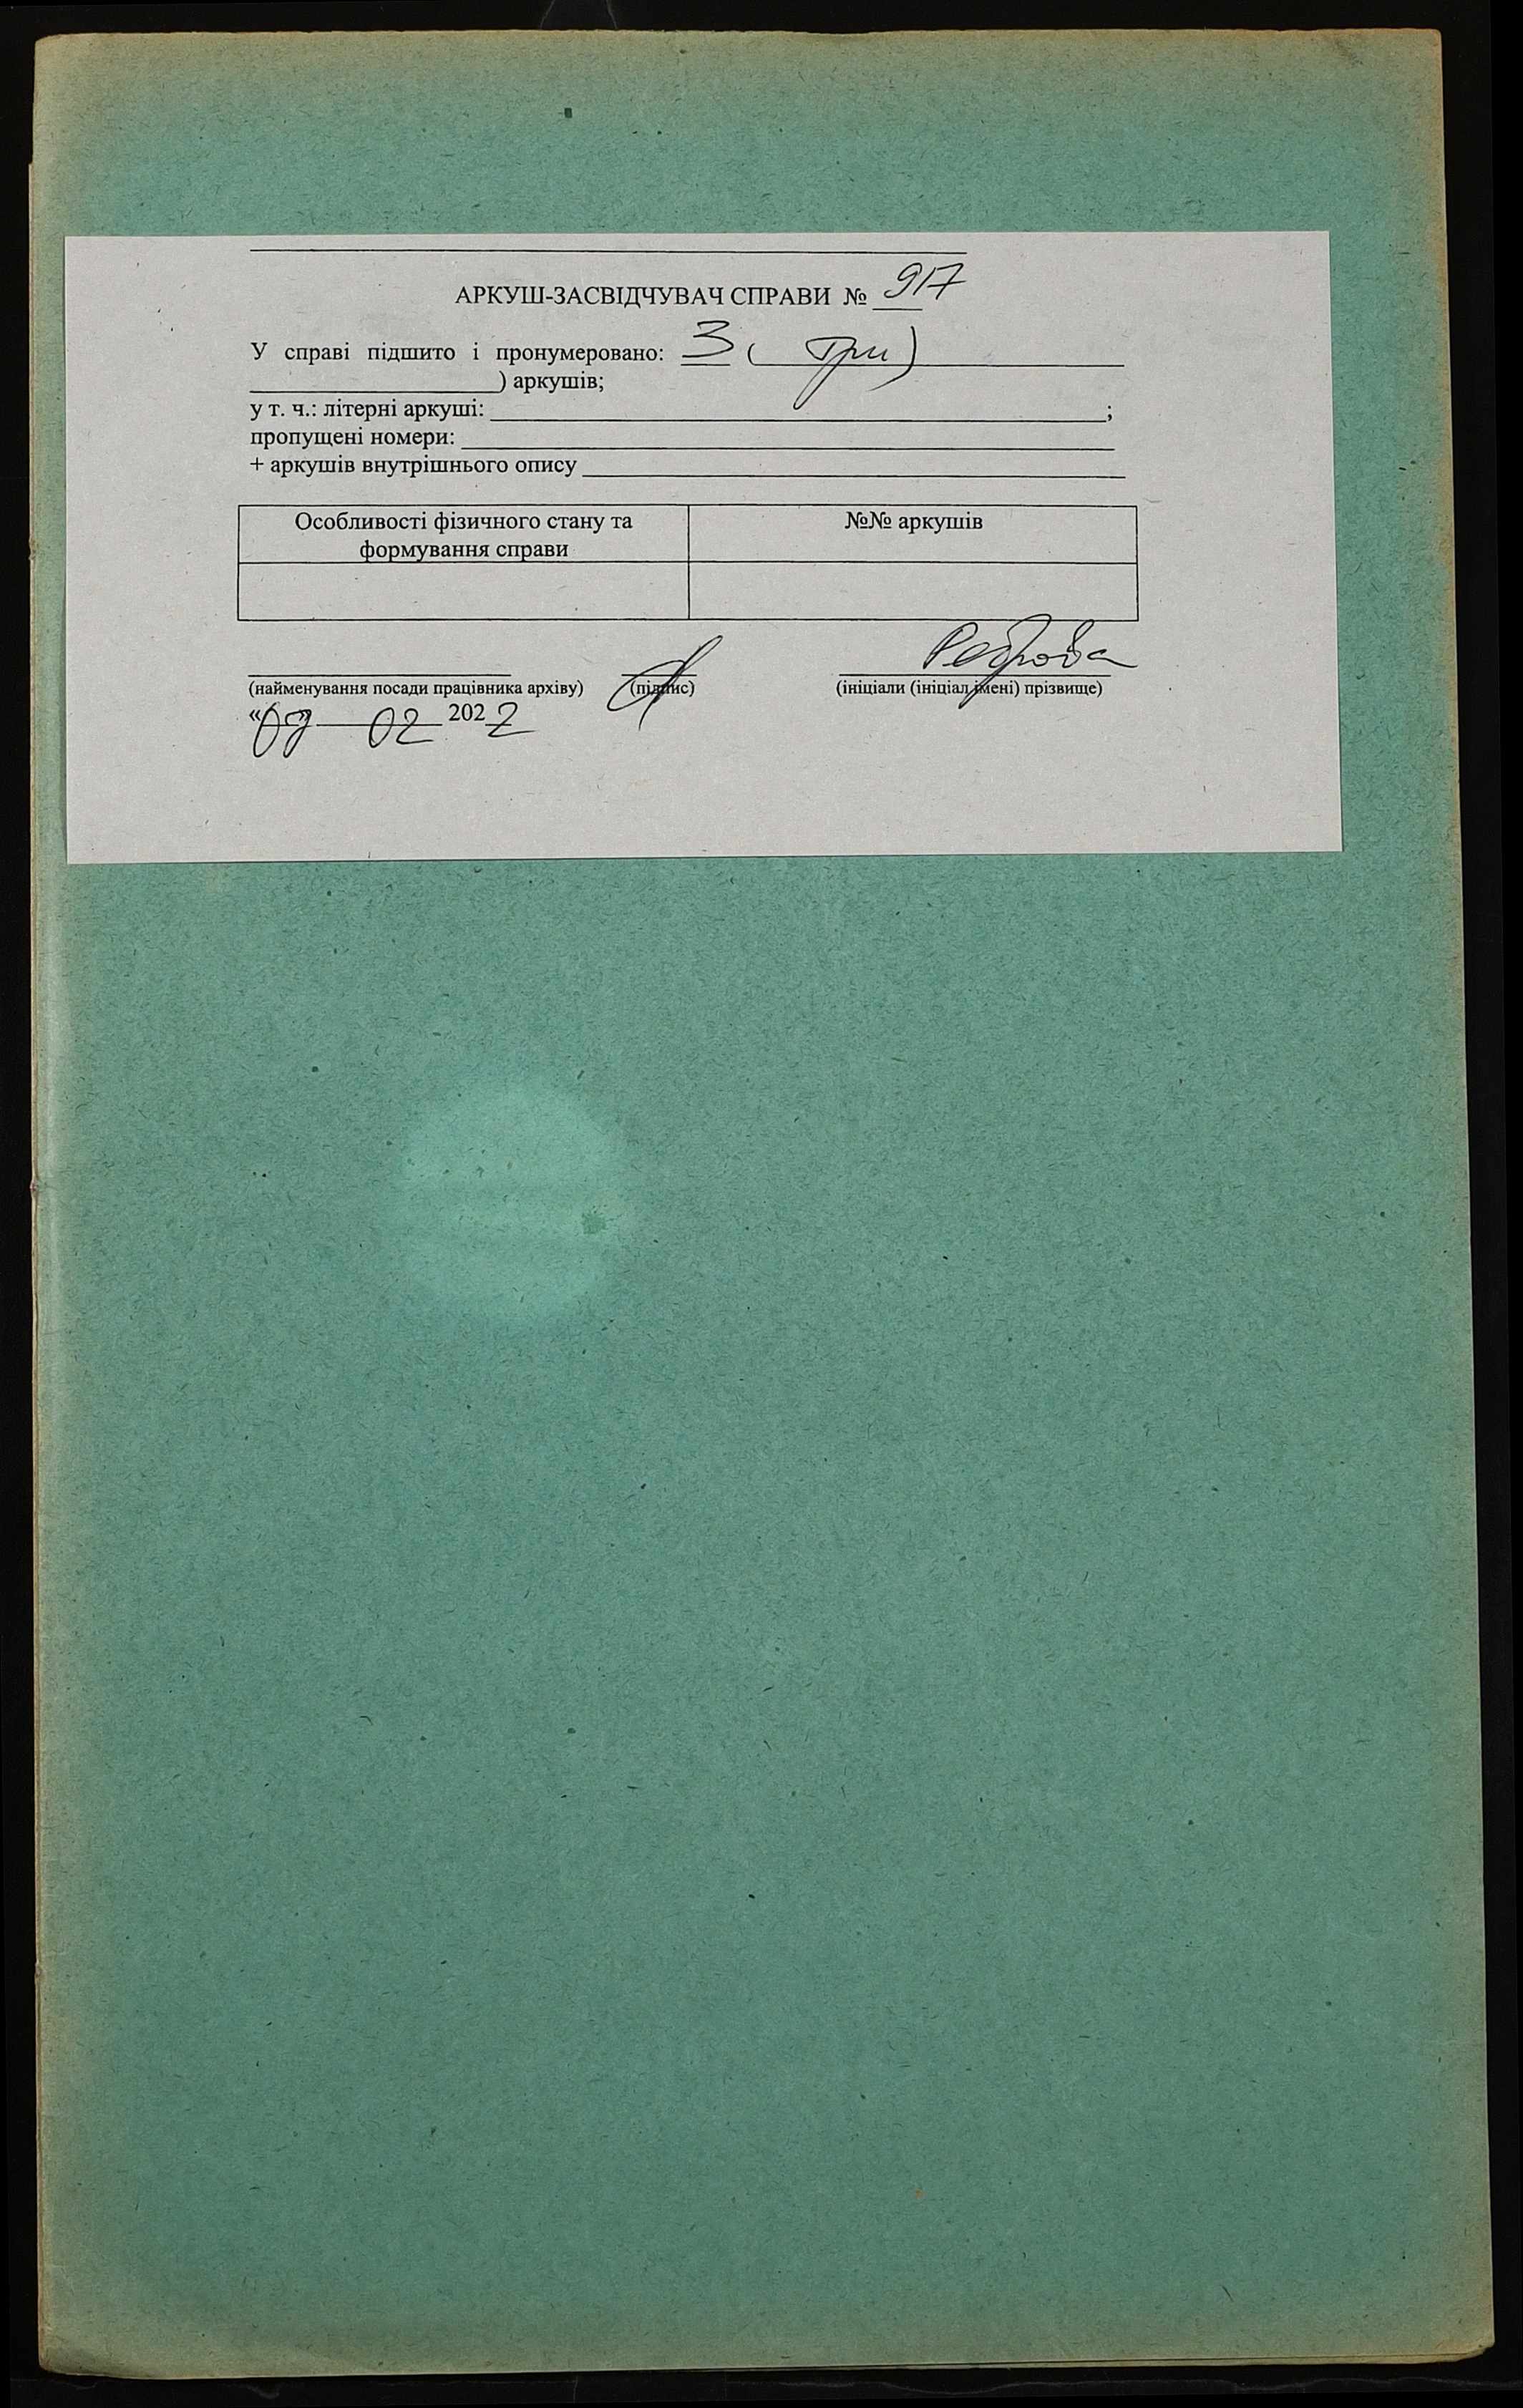 АРКУШ-ЗАСВІДЧУВАЧ СПРАВИ № 917
У справі підшито і пронумеровано: 3 ( три )
) аркушів;
у т. ч.: літерні аркуші: ;
пропущені номери:
+ аркушів внутрішнього опису
Особливості фізичного стану та
формування справи
№№ аркушів
Реброва
(найменування посади працівника архіву) (підпис) (ініціали (ініціал імені) прізвище)
02 2022